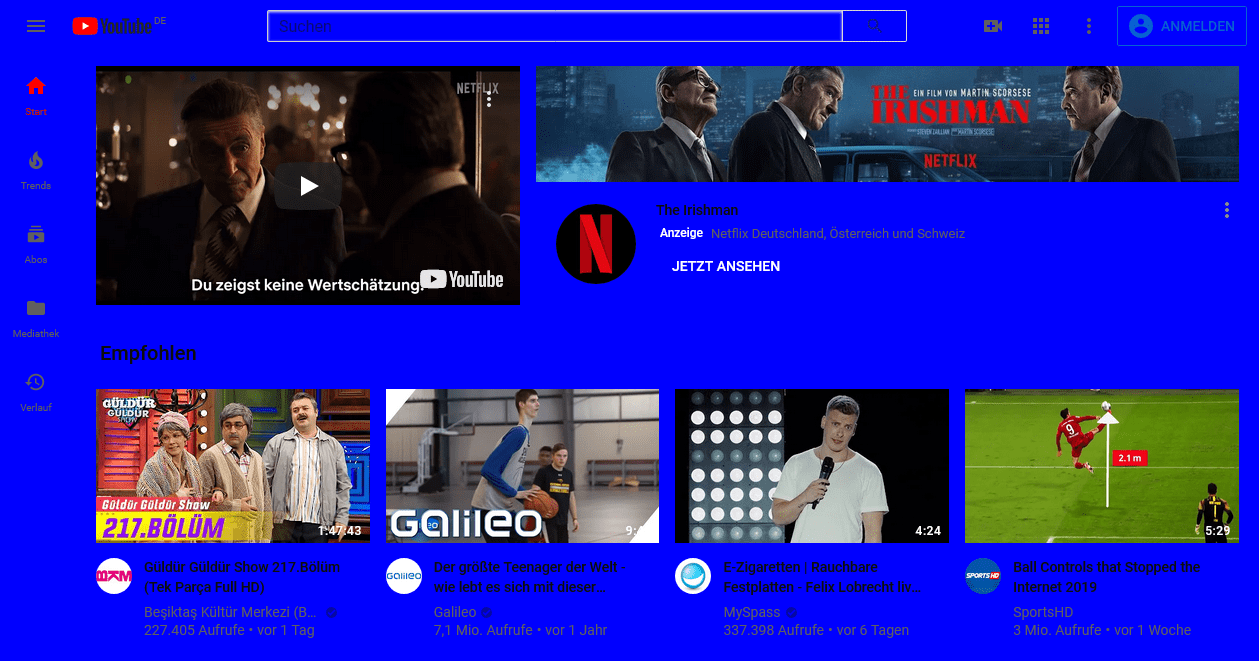 YouTube DE
Suchen
ANMELDEN
Start
Trends
Abos
Mediathek
Verlauf
NETFLIX
Du zeigst keine Wertschätzung.
YouTube
THE IRISHMAN
EIN FILM VON MARTIN SCORSESE
NETFLIX
The Irishman
Anzeige Netflix Deutschland, Österreich und Schweiz
JETZT ANSEHEN
Empfohlen
GÜLDÜR
GÜLDÜR
SHOW
Güldür Güldür Show
217.BÖLÜM
1:47:43
GALILEO
2.1 m
4:24
5:29
BKM
Güldür Güldür Show 217.Bölüm
(Tek Parça Full HD)
Beşiktaş Kültür Merkezi (B...
227.405 Aufrufe • vor 1 Tag
GALILEO
Der größte Teenager der Welt -
wie lebt es sich mit dieser...
Galileo
7,1 Mio. Aufrufe • vor 1 Jahr
E-Zigaretten | Rauchbare
Festplatten - Felix Lobrecht liv...
MySpass
337.398 Aufrufe • vor 6 Tagen
SPORTS HD
Ball Controls that Stopped the
Internet 2019
SportsHD
3 Mio. Aufrufe • vor 1 Woche